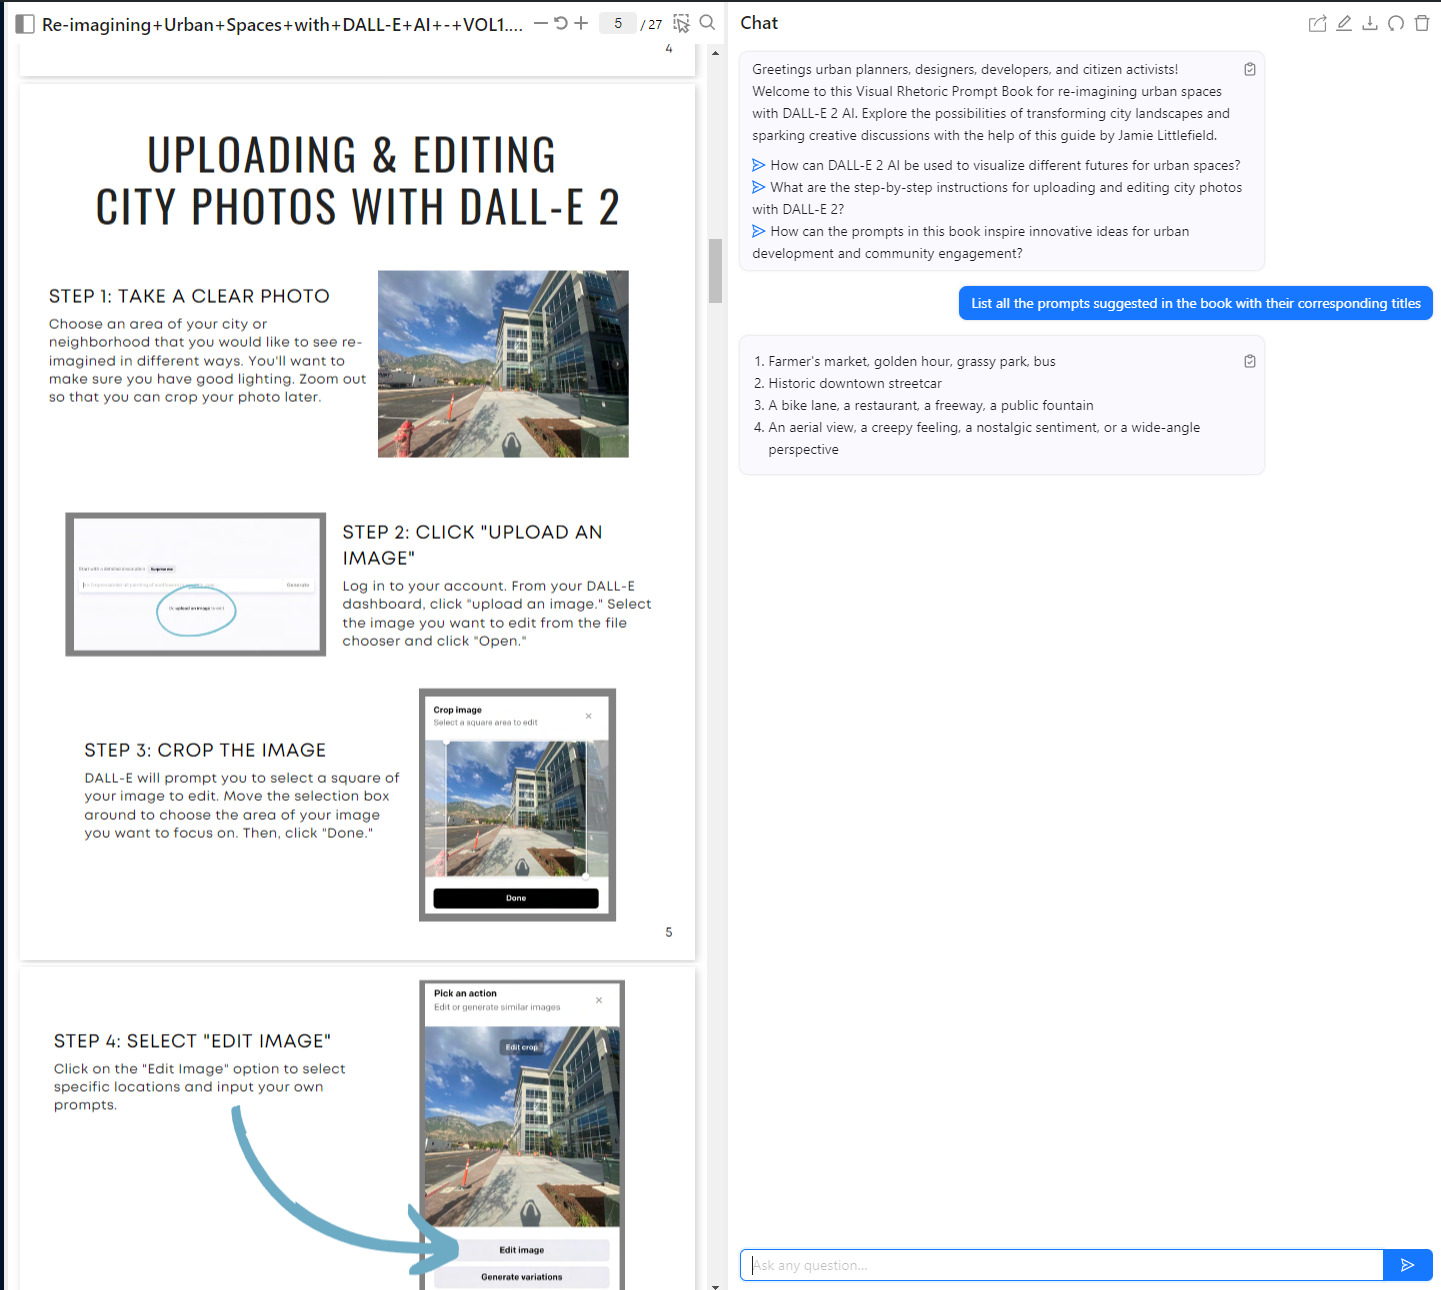 Re-imagining+Urban+Spaces+with+DALL-E+AI+-+VOL1....
5
/ 27
4
UPLOADING & EDITING
CITY PHOTOS WITH DALL-E 2
STEP 1: TAKE A CLEAR PHOTO
Choose an area of your city or
neighborhood that you would like to see re-
imagined in different ways. You'll want to
make sure you have good lighting. Zoom out
so that you can crop your photo later.
Surprise me
Generate
Or upload an image to edit
STEP 2: CLICK "UPLOAD AN
IMAGE"
Log in to your account. From your DALL-E
dashboard, click "upload an image." Select
the image you want to edit from the file
chooser and click "Open."
STEP 3: CROP THE IMAGE
DALL-E will prompt you to select a square of
your image to edit. Move the selection box
around to choose the area of your image
you want to focus on. Then, click "Done."
Crop image
Select a square area to edit
Done
5
STEP 4: SELECT "EDIT IMAGE"
Click on the "Edit Image" option to select
specific locations and input your own
prompts.
Pick an action
Edit or generate similar images
Edit crop
Edit image
Generate variations
Chat
Greetings urban planners, designers, developers, and citizen activists!
Welcome to this Visual Rhetoric Prompt Book for re-imagining urban spaces
with DALL-E 2 AI. Explore the possibilities of transforming city landscapes and
sparking creative discussions with the help of this guide by Jamie Littlefield.
How can DALL-E 2 AI be used to visualize different futures for urban spaces?
What are the step-by-step instructions for uploading and editing city photos
with DALL-E 2?
How can the prompts in this book inspire innovative ideas for urban
development and community engagement?
List all the prompts suggested in the book with their corresponding titles
1. Farmer's market, golden hour, grassy park, bus
2. Historic downtown streetcar
3. A bike lane, a restaurant, a freeway, a public fountain
4. An aerial view, a creepy feeling, a nostalgic sentiment, or a wide-angle
perspective
Ask any question...